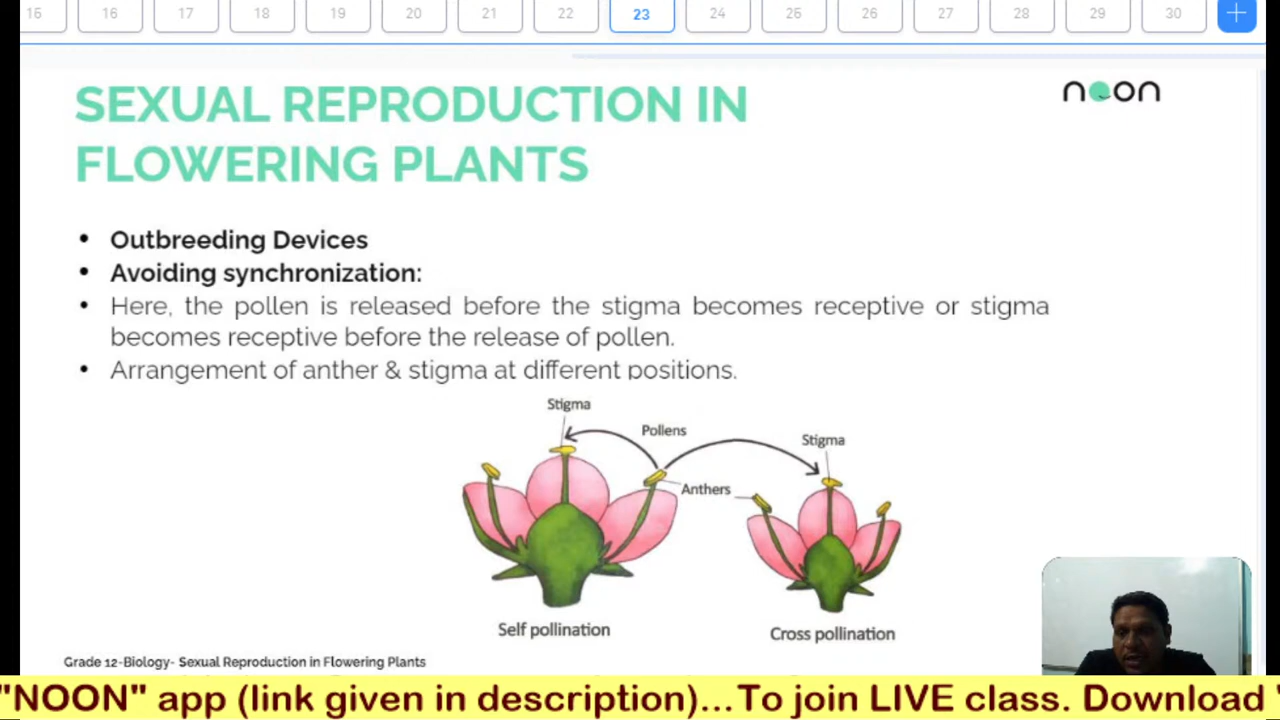 15 16 17 18 19 20 21 22 23 24 25 26 27 28 29 30 +
SEXUAL REPRODUCTION IN
noon
FLOWERING PLANTS
• Outbreeding Devices
• Avoiding synchronization:
• Here, the pollen is released before the stigma becomes receptive or stigma
becomes receptive before the release of pollen.
• Arrangement of anther & stigma at different positions.
Stigma
Pollens
Stigma
Anthers
Self pollination
Cross pollination
Grade 12-Biology- Sexual Reproduction in Flowering Plants
"NOON" app (link given in description)...To join LIVE class. Download "